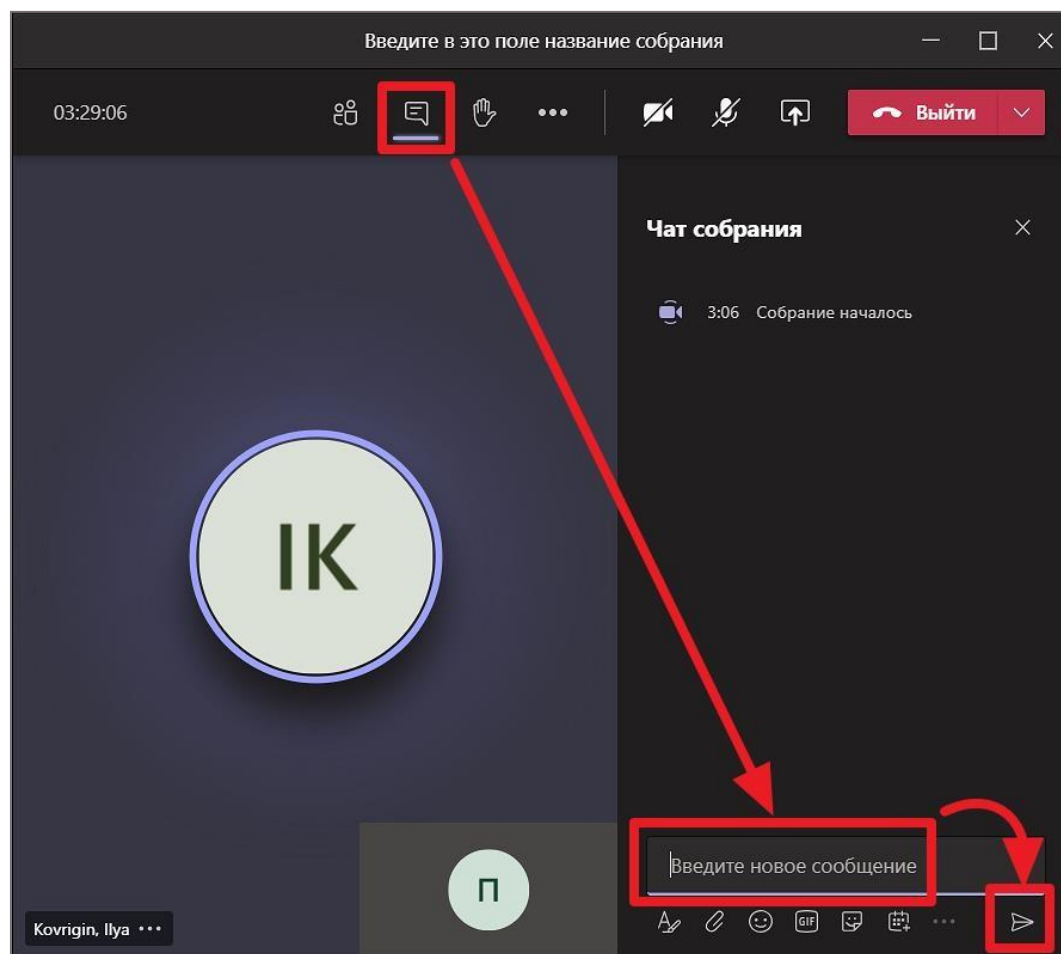 Введите в это поле название собрания
03:29:06
Выйти
Чат собрания
3:06 Собрание началось
IK
П
Введите новое сообщение
GIF
Kovrigin, Ilya